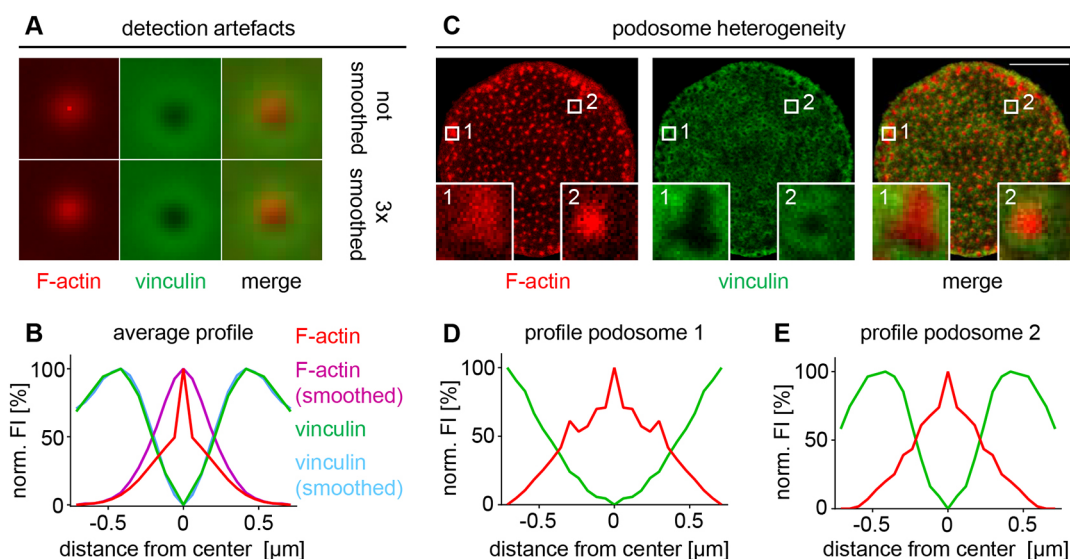 A
detection artefacts
not
smoothed
3x
smoothed
F-actin
vinculin
merge
C
podosome heterogeneity
1
2
1
2
1
2
1
2
1
2
1
2
F-actin
vinculin
merge
B
average profile
F-actin
F-actin
(smoothed)
vinculin
vinculin
(smoothed)
norm. FI [%]
100
50
0
-0.5
0
0.5
distance from center [µm]
D
profile podosome 1
norm. FI [%]
100
50
0
-0.5
0
0.5
distance from center [µm]
E
profile podosome 2
norm. FI [%]
100
50
0
-0.5
0
0.5
distance from center [µm]